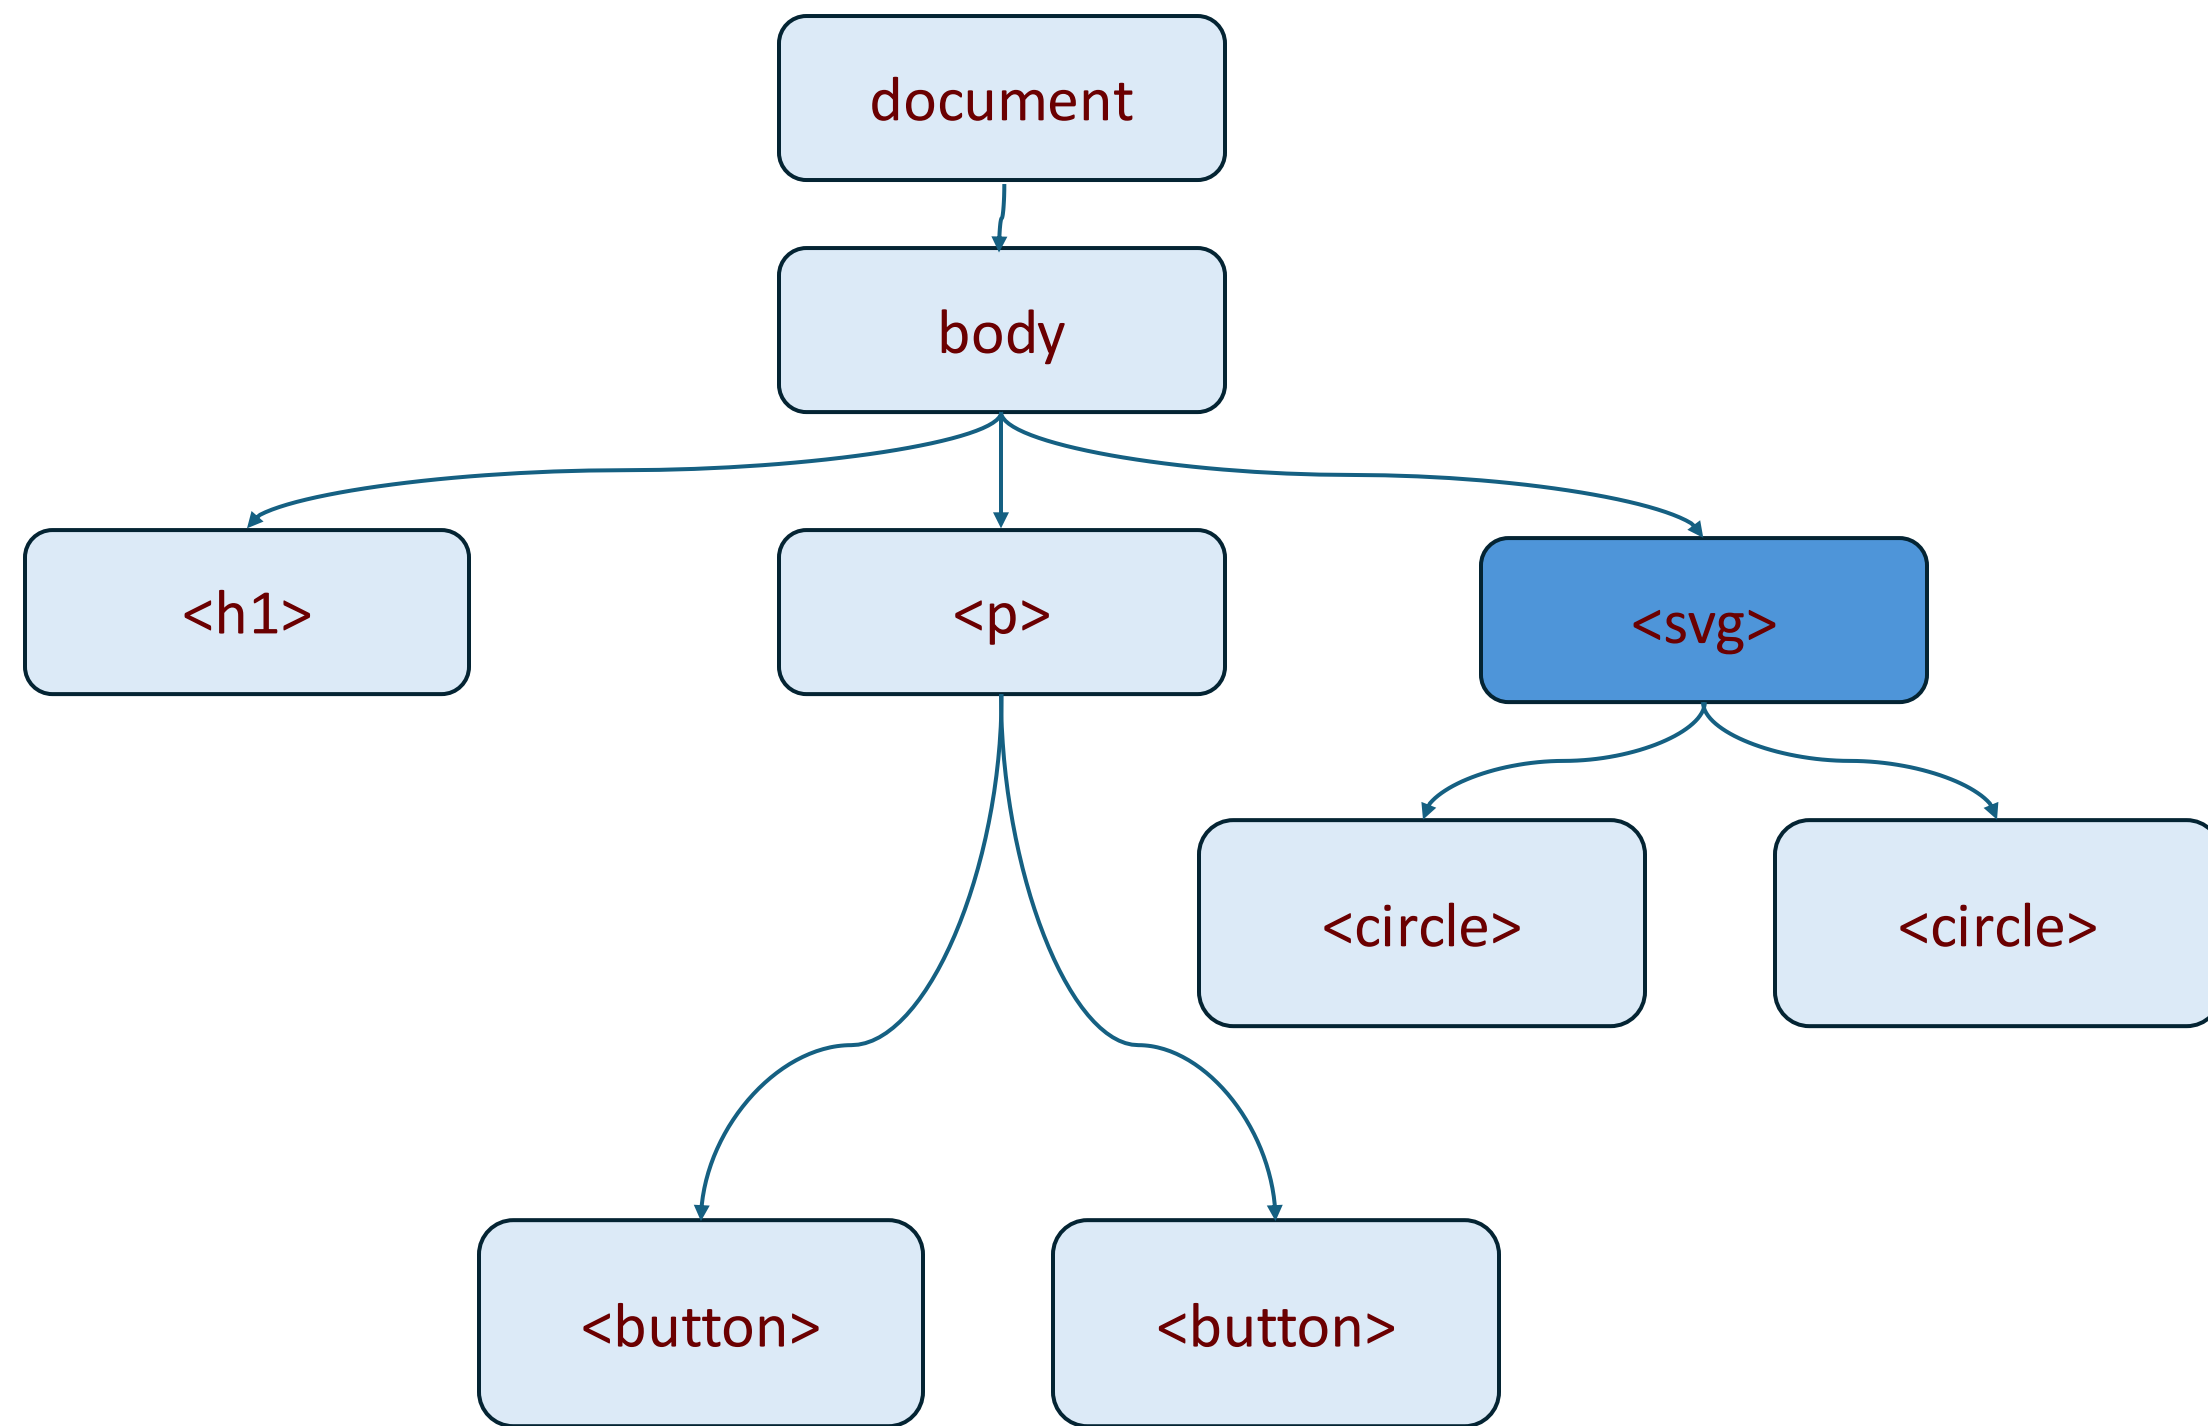 document
body
<h1>
<p>
<svg>
<circle>
<circle>
<button>
<button>